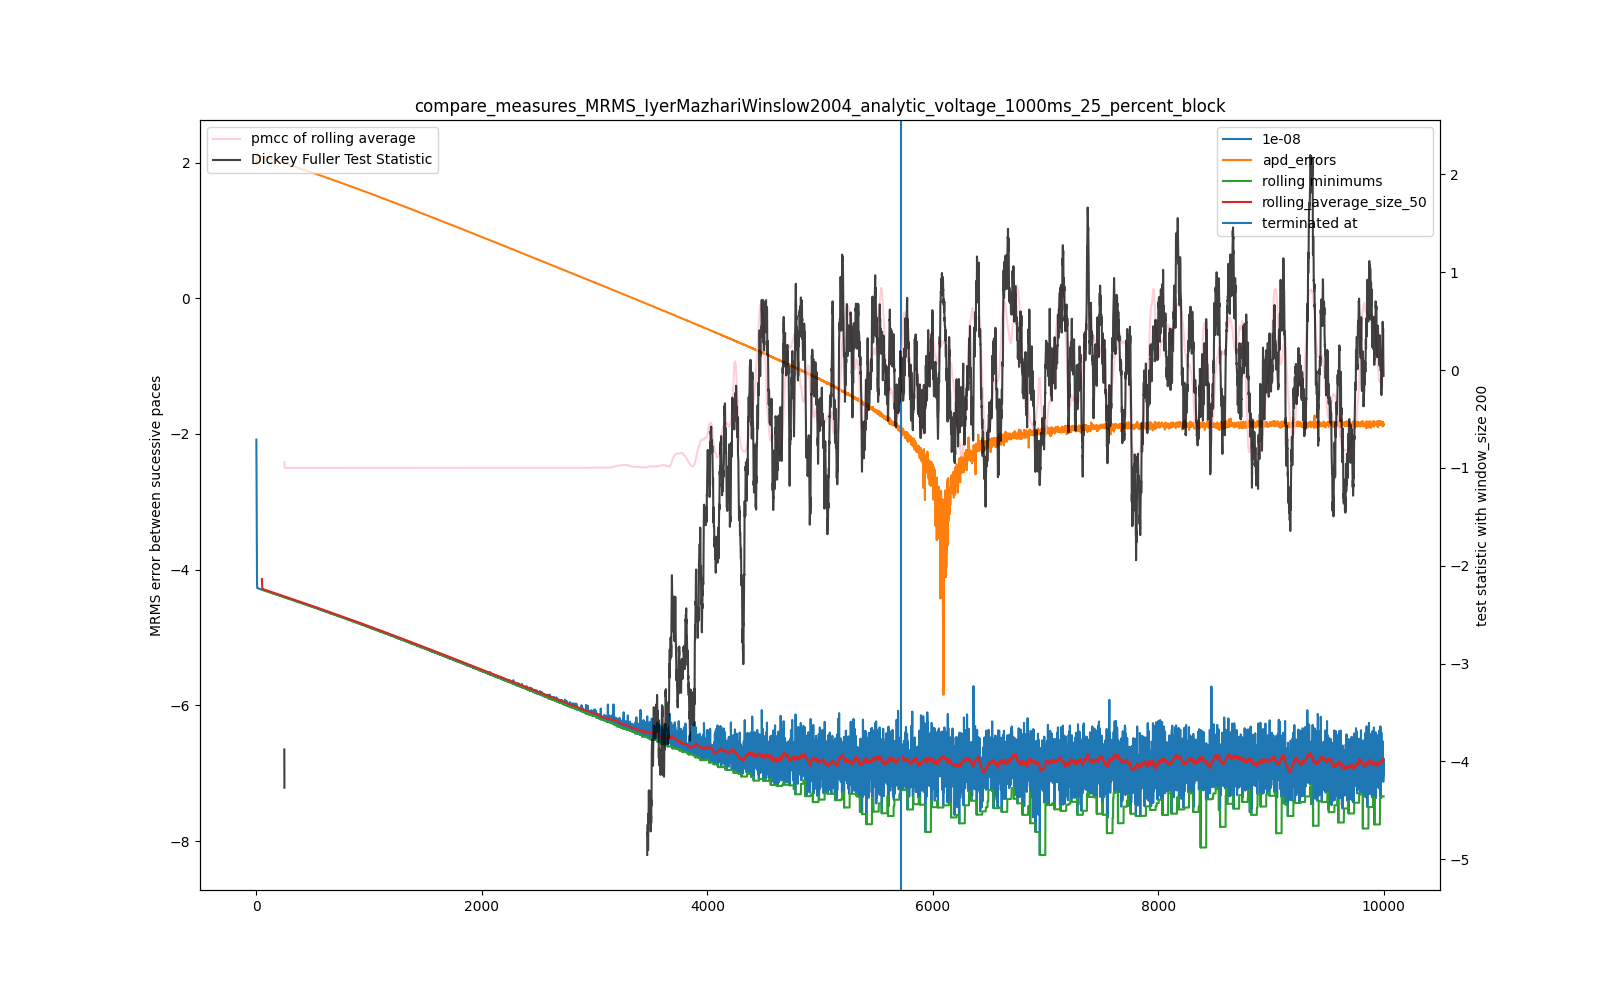 compare_measures_MRMS_IyerMazhariWinslow2004_analytic_voltage_1000ms_25_percent_block
pmcc of rolling average
Dickey Fuller Test Statistic
1e-08
apd_errors
rolling minimums
rolling_average_size_50
terminated at
MRMS error between sucessive paces
2
0
−2
−4
−6
−8
2
1
0
−1
−2
−3
−4
−5
test statistic with window_size 200
0
2000
4000
6000
8000
10000